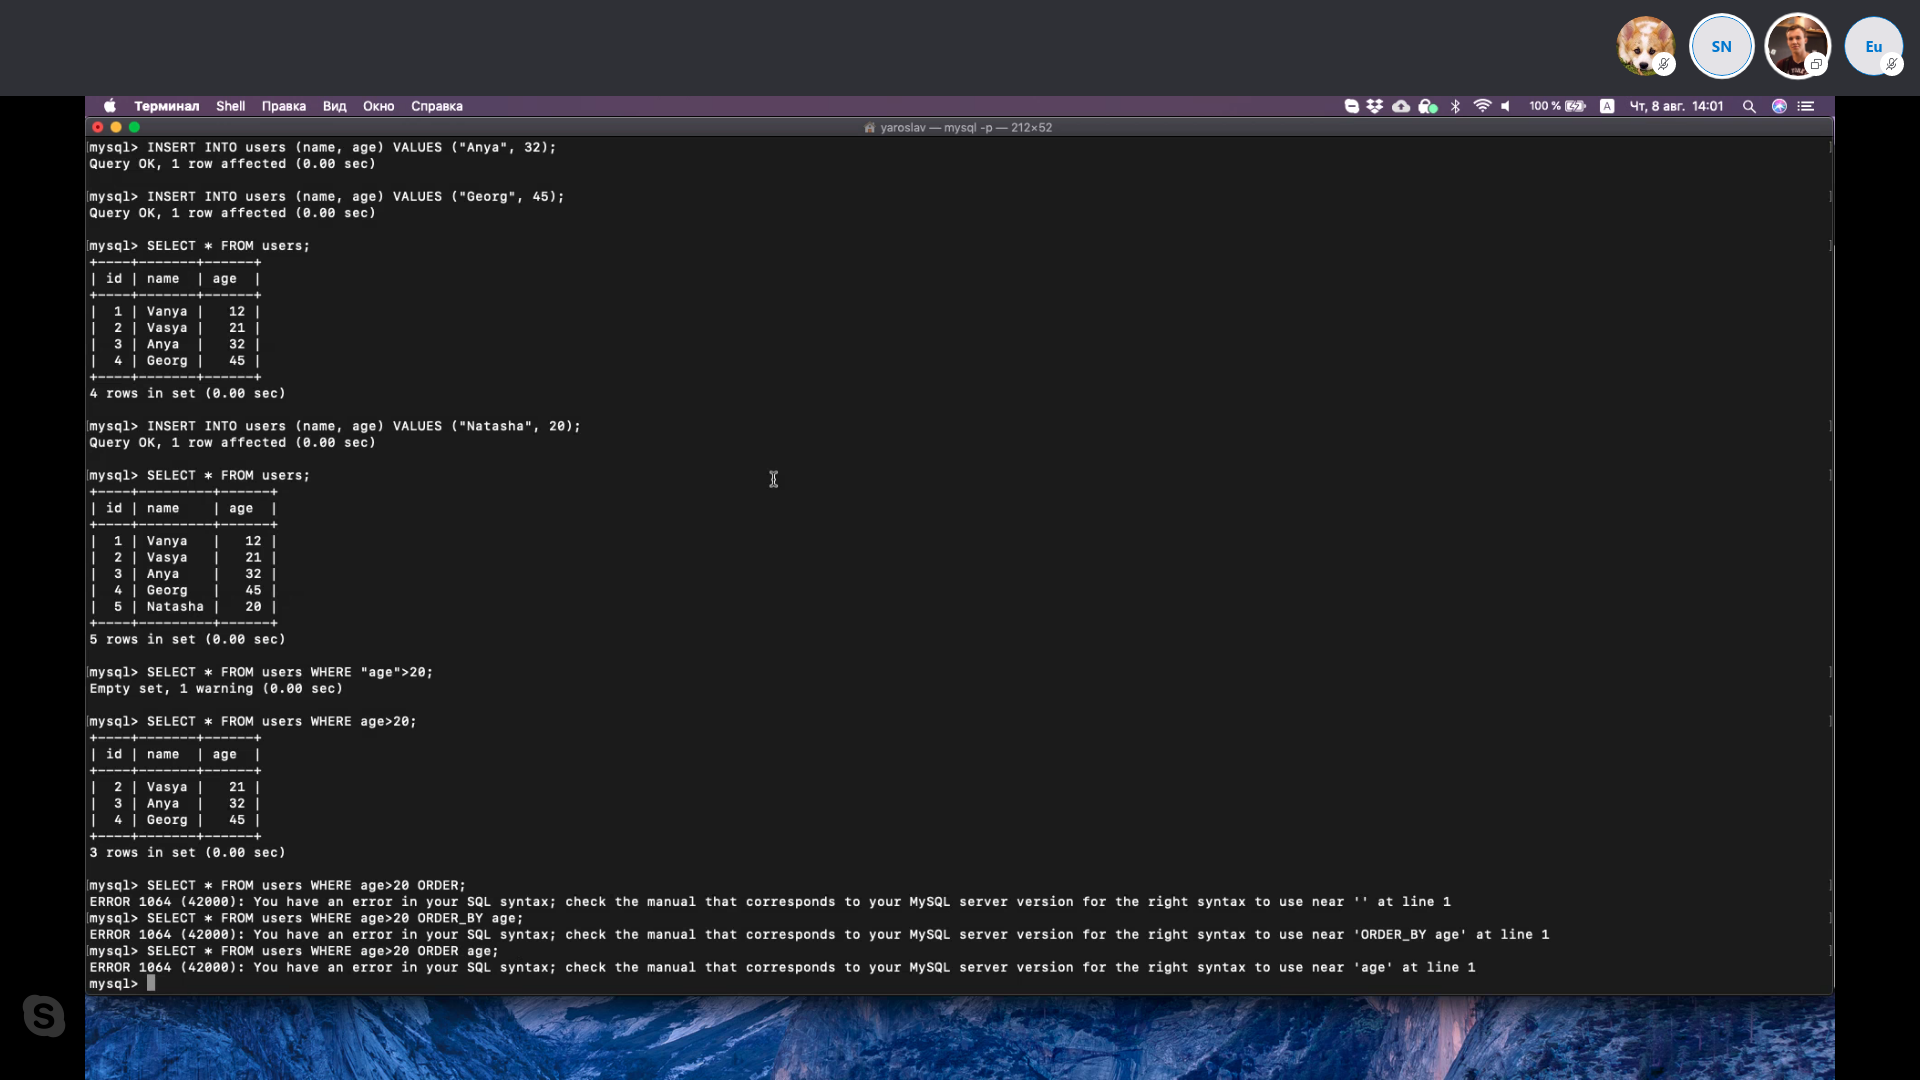 SN
Eu
Терминал Shell Правка Вид Окно Справка 100 % A Чт, 8 авг. 14:01
yaroslav — mysql -p — 212×52
mysql> INSERT INTO users (name, age) VALUES ("Anya", 32);
Query OK, 1 row affected (0.00 sec)
mysql> INSERT INTO users (name, age) VALUES ("Georg", 45);
Query OK, 1 row affected (0.00 sec)
mysql> SELECT * FROM users;
+----+-------+------+
| id | name  | age  |
+----+-------+------+
|  1 | Vanya |   12 |
|  2 | Vasya |   21 |
|  3 | Anya  |   32 |
|  4 | Georg |   45 |
+----+-------+------+
4 rows in set (0.00 sec)
mysql> INSERT INTO users (name, age) VALUES ("Natasha", 20);
Query OK, 1 row affected (0.00 sec)
mysql> SELECT * FROM users;
+----+---------+------+
| id | name    | age  |
+----+---------+------+
|  1 | Vanya   |   12 |
|  2 | Vasya   |   21 |
|  3 | Anya    |   32 |
|  4 | Georg   |   45 |
|  5 | Natasha |   20 |
+----+---------+------+
5 rows in set (0.00 sec)
mysql> SELECT * FROM users WHERE "age">20;
Empty set, 1 warning (0.00 sec)
mysql> SELECT * FROM users WHERE age>20;
+----+-------+------+
| id | name  | age  |
+----+-------+------+
|  2 | Vasya |   21 |
|  3 | Anya  |   32 |
|  4 | Georg |   45 |
+----+-------+------+
3 rows in set (0.00 sec)
mysql> SELECT * FROM users WHERE age>20 ORDER;
ERROR 1064 (42000): You have an error in your SQL syntax; check the manual that corresponds to your MySQL server version for the right syntax to use near '' at line 1
mysql> SELECT * FROM users WHERE age>20 ORDER_BY age;
ERROR 1064 (42000): You have an error in your SQL syntax; check the manual that corresponds to your MySQL server version for the right syntax to use near 'ORDER_BY age' at line 1
mysql> SELECT * FROM users WHERE age>20 ORDER age;
ERROR 1064 (42000): You have an error in your SQL syntax; check the manual that corresponds to your MySQL server version for the right syntax to use near 'age' at line 1
mysql>